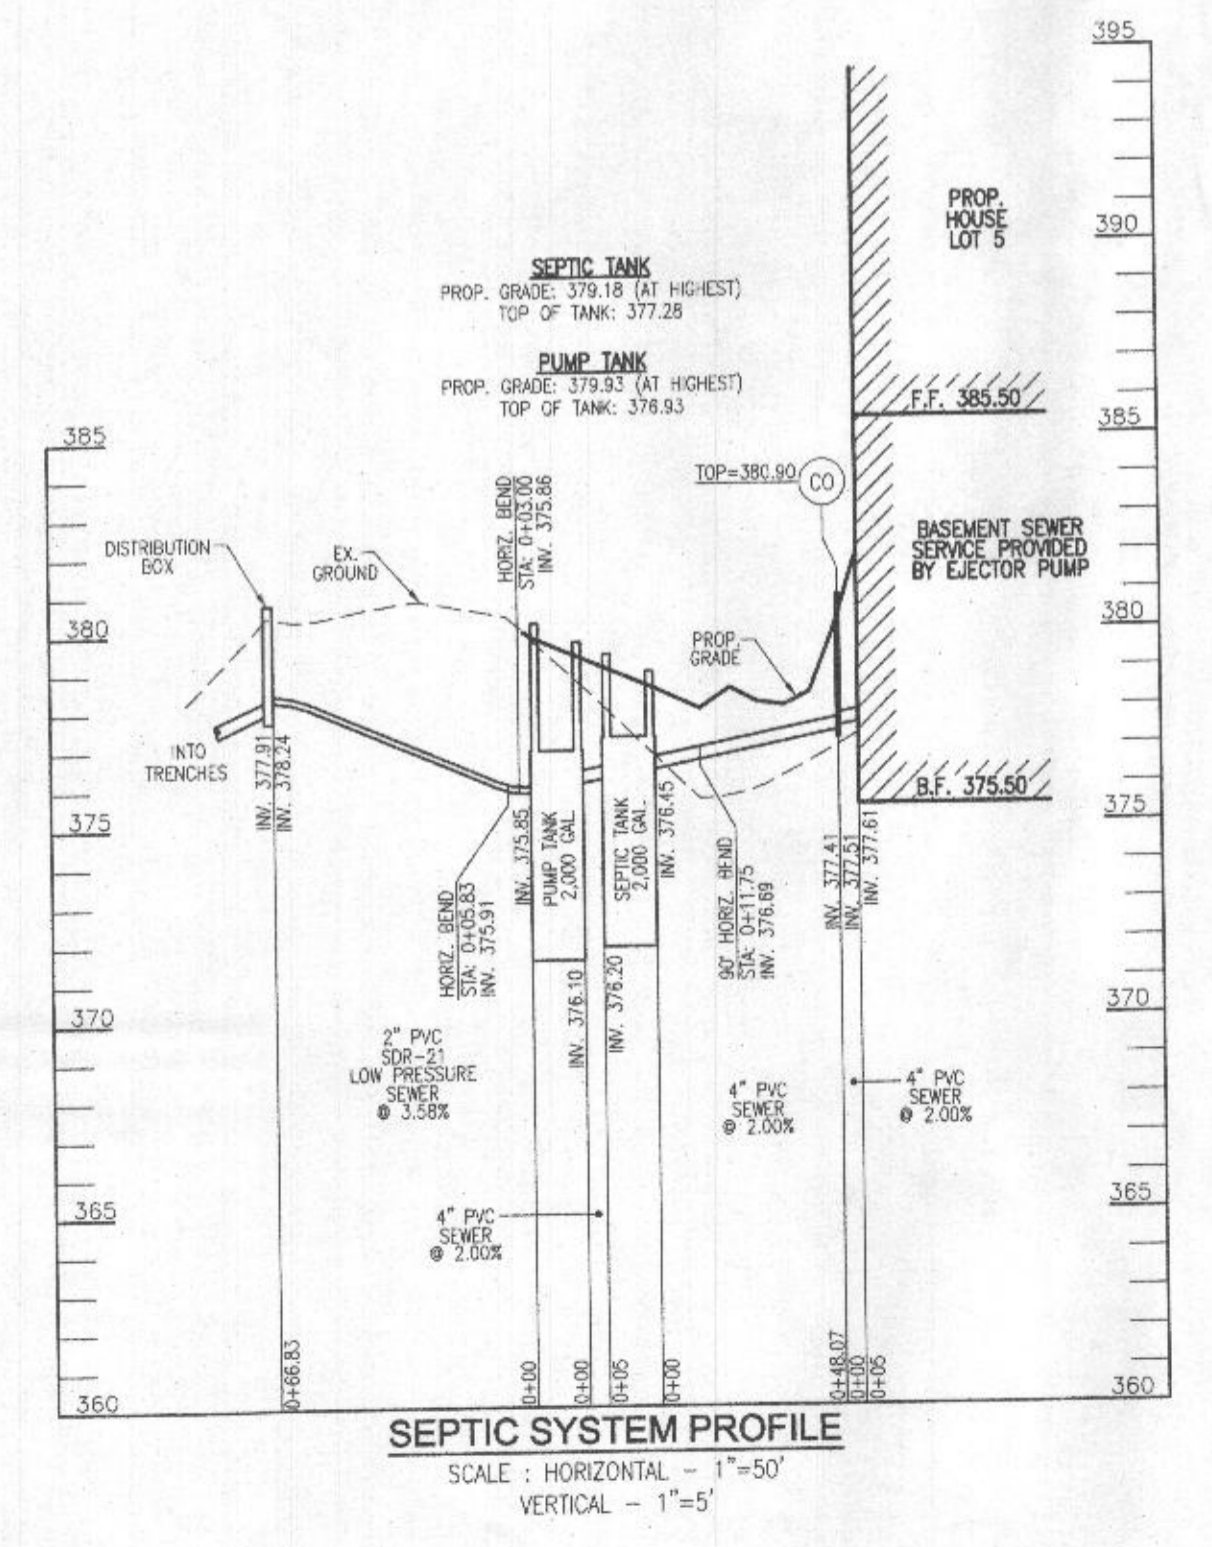 395
PROP.
HOUSE
LOT 5
390
SEPTIC TANK
PROP. GRADE: 379.18 (AT HIGHEST)
TOP OF TANK: 377.28
PUMP TANK
PROP. GRADE: 379.93 (AT HIGHEST)
TOP OF TANK: 376.93
F.F. 385.50
385
385
TOP=380.90
CO
HORIZ. BEND
STA: 0+03.00
INV. 375.86
DISTRIBUTION
BOX
EX.
GROUND
BASEMENT SEWER
SERVICE PROVIDED
BY EJECTOR PUMP
380
380
PROP.
GRADE
INTO
TRENCHES
INV. 377.91
INV. 378.24
B.F. 375.50
375
375
INV. 375.85
PUMP TANK
2,000 GAL
SEPTIC TANK
2,000 GAL.
INV. 376.45
HORIZ. BEND
STA: 0+05.83
INV. 375.91
90° HORIZ. BEND
STA: 0+11.75
INV. 376.69
INV. 377.41
INV. 377.51
INV. 377.61
INV. 376.10
INV. 376.20
370
370
2" PVC
SDR-21
LOW PRESSURE
SEWER
@ 3.58%
4" PVC
SEWER
@ 2.00%
4" PVC
SEWER
@ 2.00%
365
365
4" PVC
SEWER
@ 2.00%
0+66.83
0+00
0+00
0+05
0+00
0+48.07
0+00
0+05
360
360
SEPTIC SYSTEM PROFILE
SCALE : HORIZONTAL - 1"=50'
VERTICAL - 1"=5'